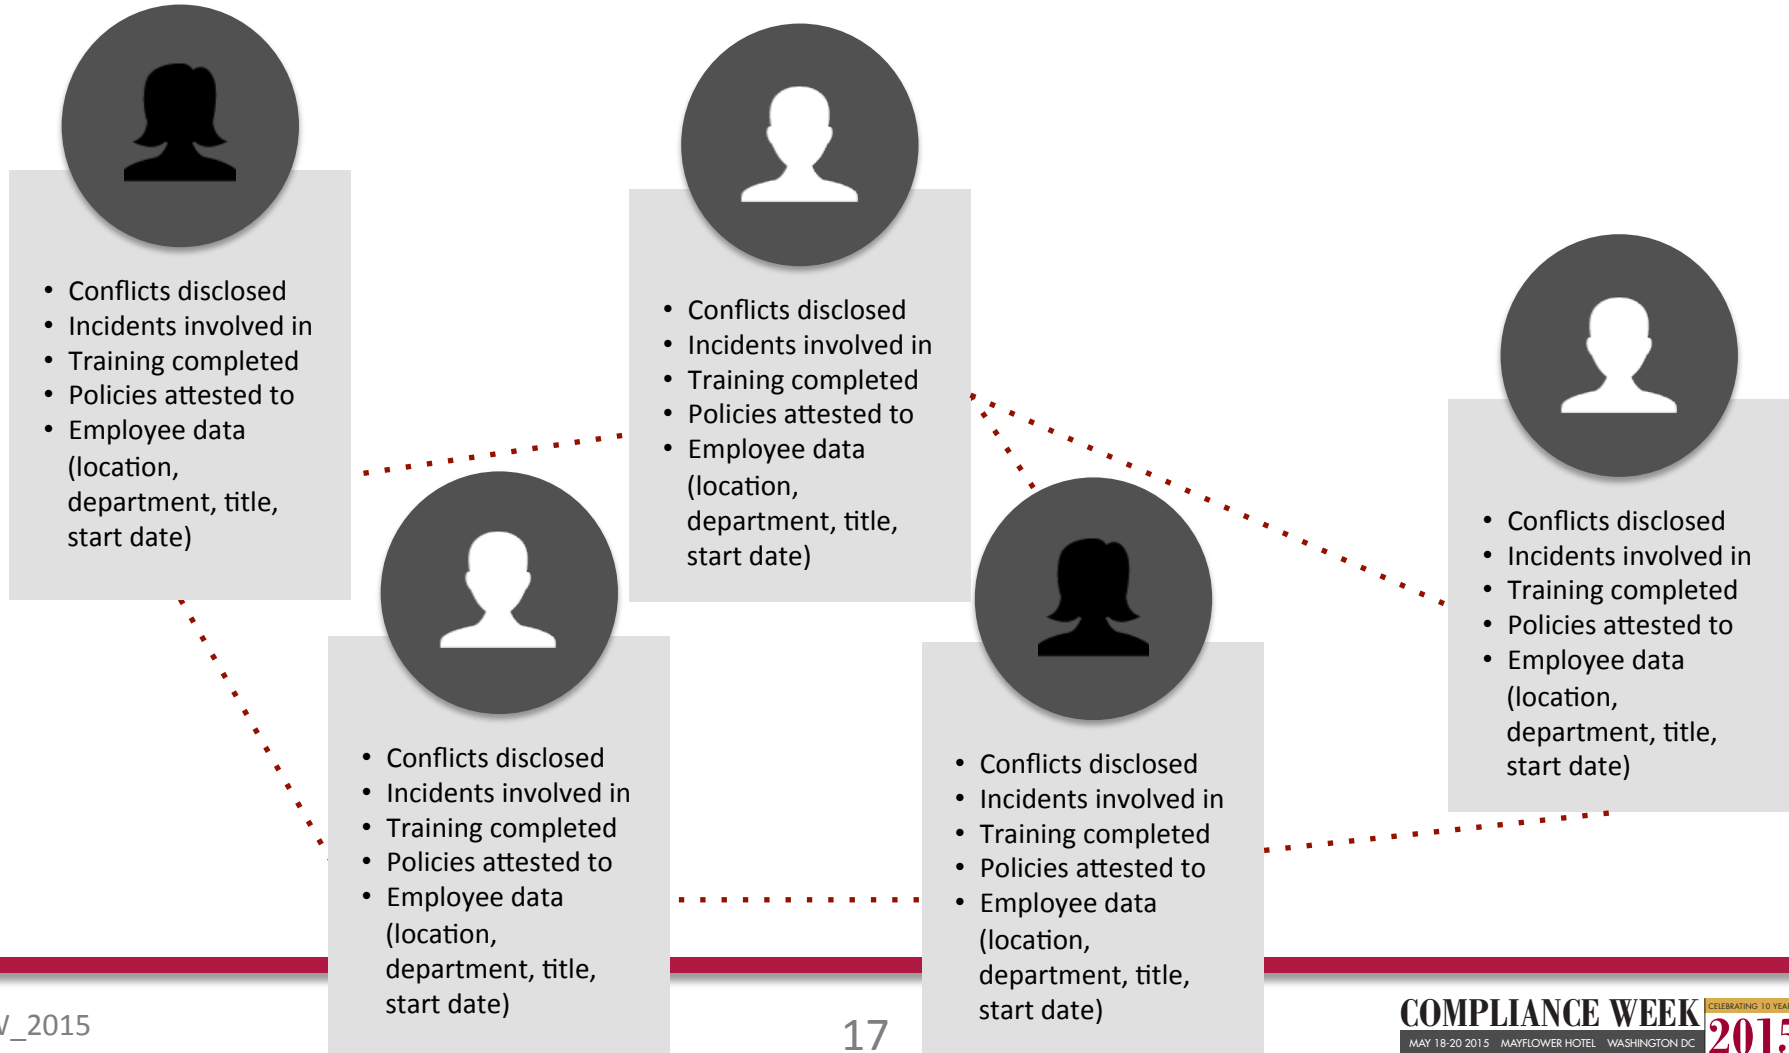 • Conflicts disclosed
• Incidents involved in
• Training completed
• Policies attested to
• Employee data
(location,
department, title,
start date)
• Conflicts disclosed
• Incidents involved in
• Training completed
• Policies attested to
• Employee data
(location,
department, title,
start date)
• Conflicts disclosed
• Incidents involved in
• Training completed
• Policies attested to
• Employee data
(location,
department, title,
start date)
• Conflicts disclosed
• Incidents involved in
• Training completed
• Policies attested to
• Employee data
(location,
department, title,
start date)
• Conflicts disclosed
• Incidents involved in
• Training completed
• Policies attested to
• Employee data
(location,
department, title,
start date)
_2015
17
COMPLIANCE WEEK
MAY 18-20 2015 MAYFLOWER HOTEL WASHINGTON DC
CELEBRATING 10 YEA
2015